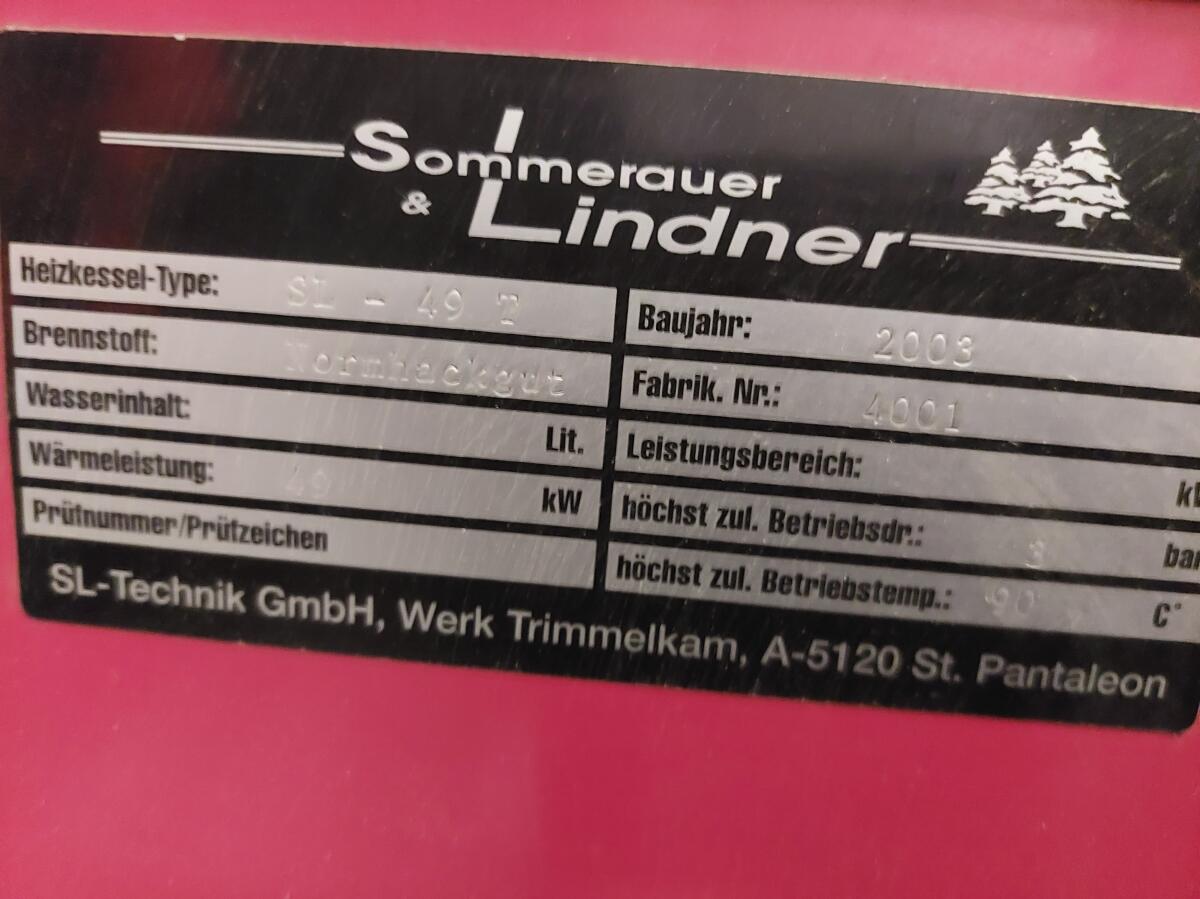 Sommerauer
& Lindner
Heizkessel-Type: SL - 49 T
Brennstoff: Normhackgut
Wasserinhalt: Lit.
Wärmeleistung: 49 kW
Prüfnummer/Prüfzeichen
Baujahr: 2003
Fabrik. Nr.: 4001
Leistungsbereich:
höchst zul. Betriebsdr.: 3 bar
höchst zul. Betriebstemp.: 90 C°
SL-Technik GmbH, Werk Trimmelkam, A-5120 St. Pantaleon